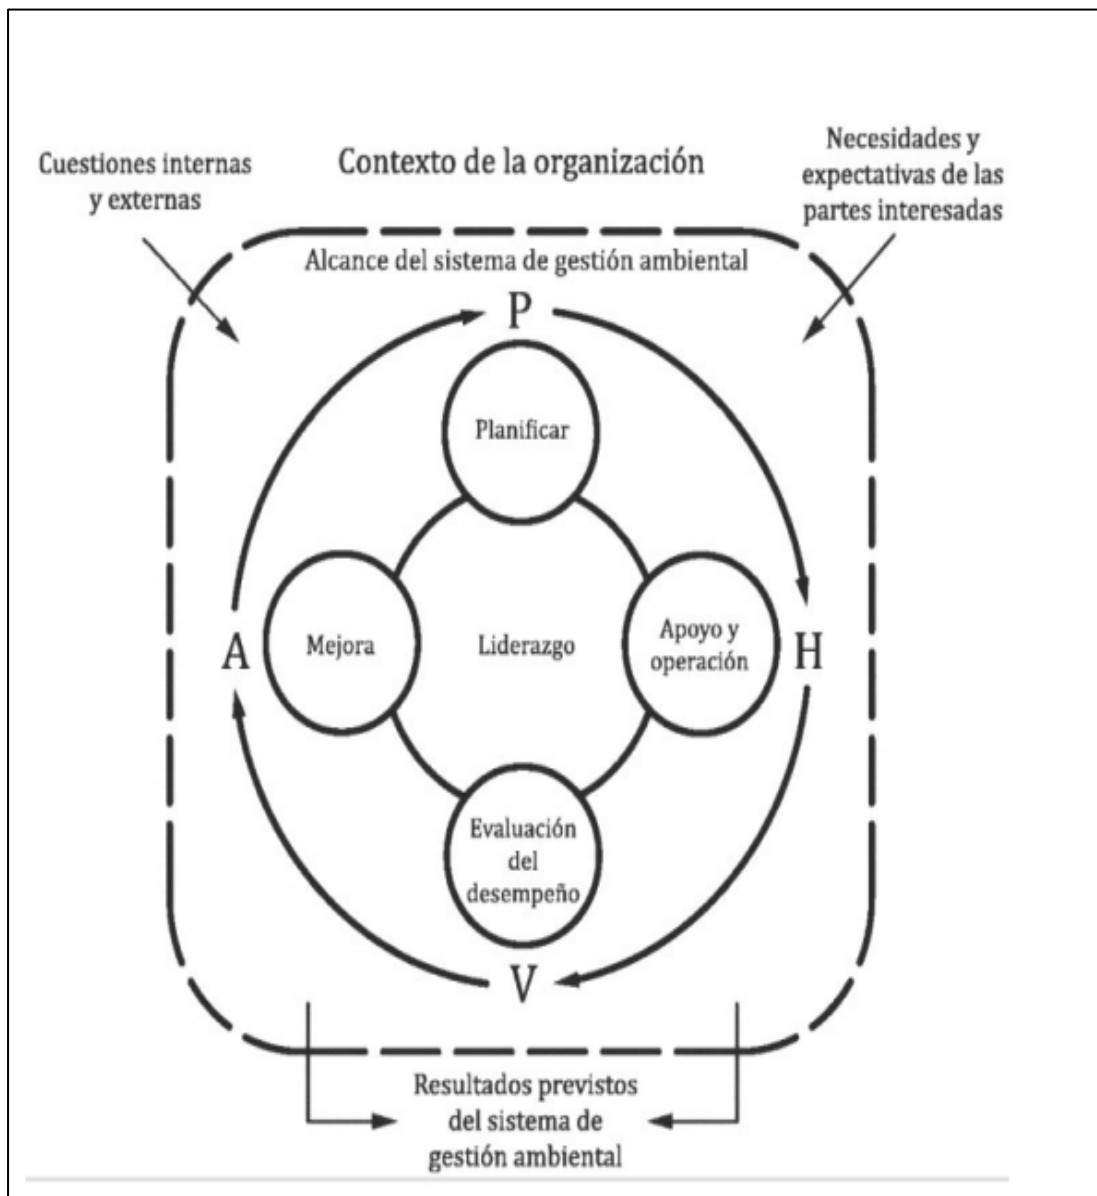 Cuestiones internas
y externas
Contexto de la organización
Necesidades y
expectativas de las
partes interesadas
Alcance del sistema de gestión ambiental
P
Planificar
A
Mejora
Liderazgo
Apoyo y
operación
H
Evaluación
del
desempeño
V
Resultados previstos
del sistema de
gestión ambiental